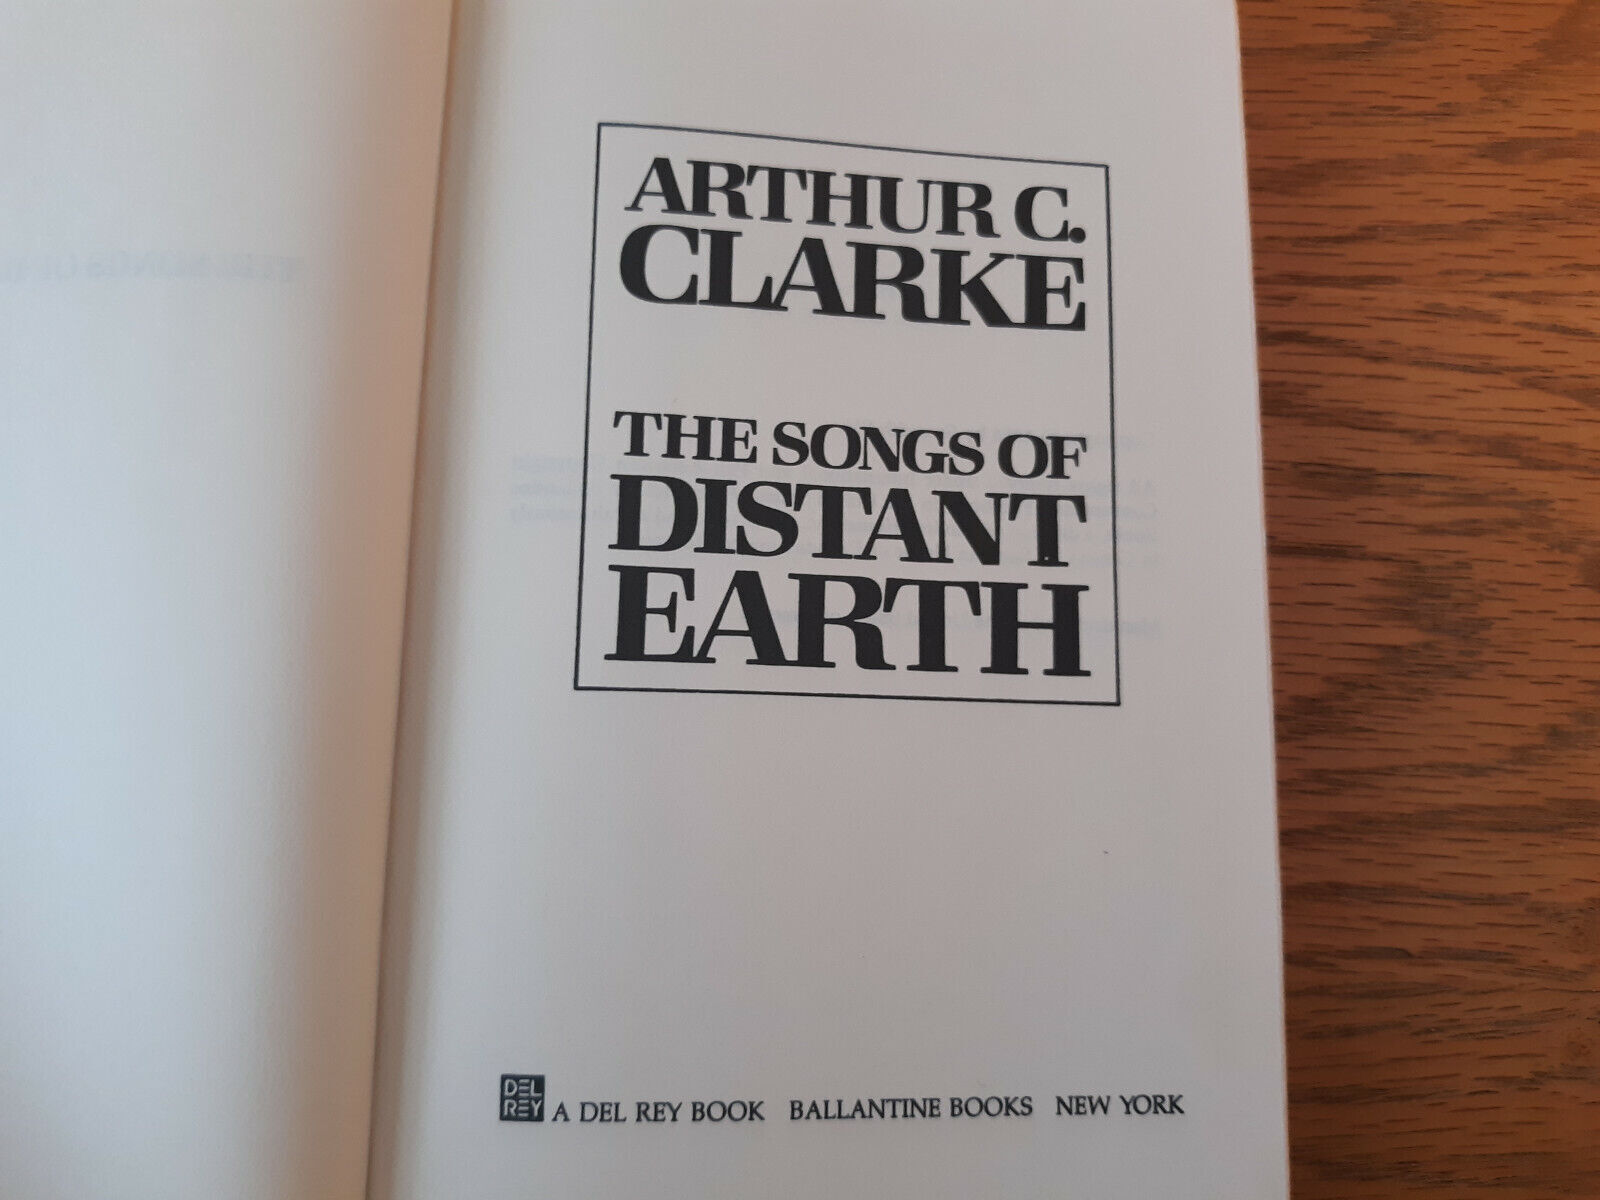 ARTHUR C.
CLARKE
THE SONGS OF
DISTANT
EARTH
DEL
REY
A DEL REY BOOK BALLANTINE BOOKS NEW YORK